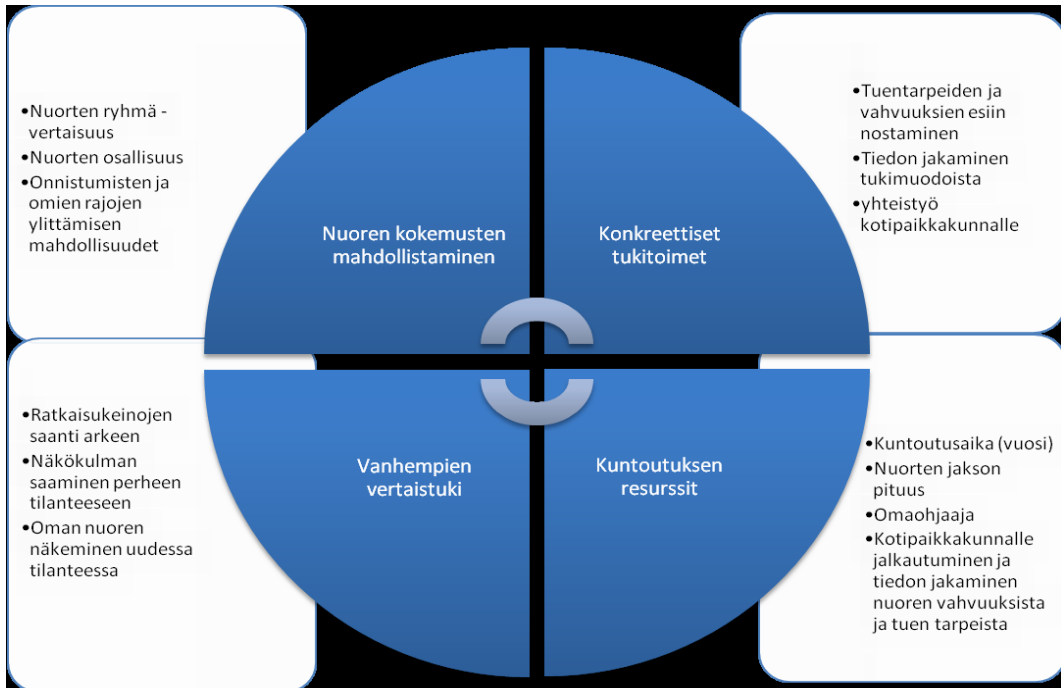 •Nuorten ryhmä -
vertaisuus
•Nuorten osallisuus
•Onnistumisten ja
omien rajojen
ylittämisen
mahdollisuudet
Nuoren kokemusten
mahdollistaminen
Konkreettiset
tukitoimet
•Tuentarpeiden ja
vahvuuksien esiin
nostaminen
•Tiedon jakaminen
tukimuodoista
•yhteistyö
kotipaikkakunnalle
•Ratkaisukeinojen
saanti arkeen
•Näkökulman
saaminen perheen
tilanteeseen
•Oman nuoren
näkeminen uudessa
tilanteessa
Vanhempien
vertaistuki
Kuntoutuksen
resurssit
•Kuntoutusaika (vuosi)
•Nuorten jakson
pituus
•Omaohjaaja
•Kotipaikkakunnalle
jalkautuminen ja
tiedon jakaminen
nuoren vahvuuksista
ja tuen tarpeista